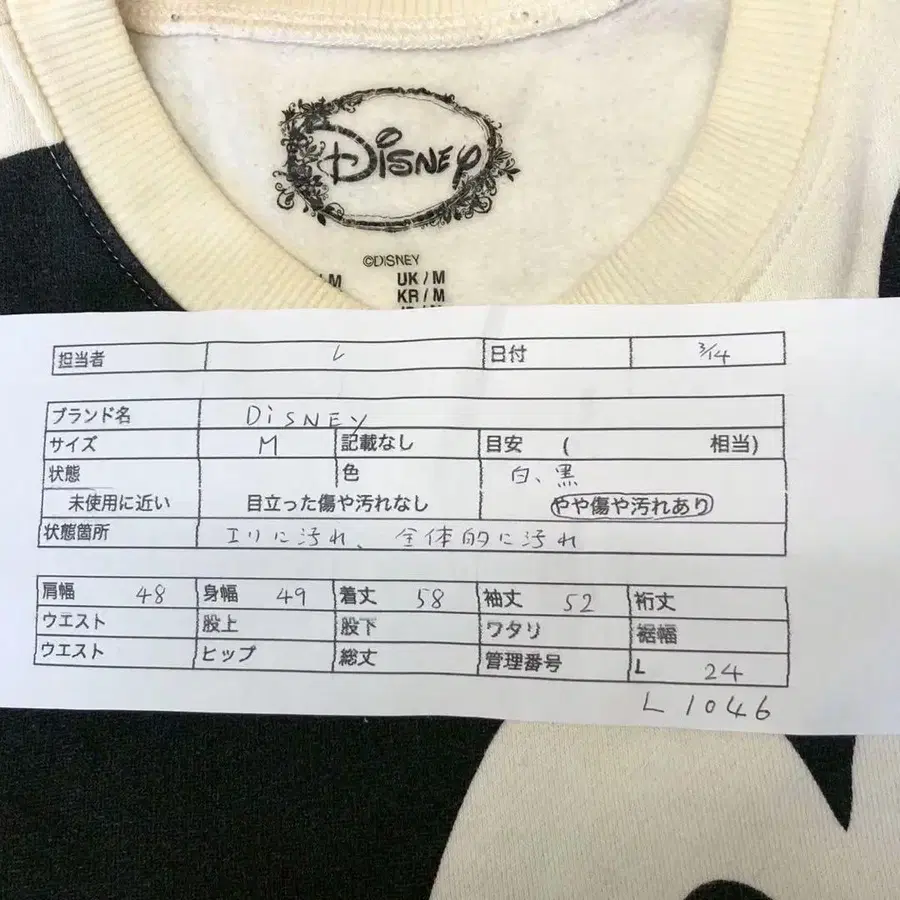 DISNEY
©DISNEY
/ M UK / M
KR / M
担当者 L 日付 3/14
ブランド名 DiSNEY
サイズ M 記載なし 目安 ( 相当)
状態 色 白、黒
未使用に近い 目立った傷や汚れなし やや傷や汚れあり
状態箇所 エリに汚れ、全体的に汚れ
肩幅 48 身幅 49 着丈 58 袖丈 52 裄丈
ウエスト 股上 股下 ワタリ 裾幅
ウエスト ヒップ 総丈 管理番号 L 24
L 1046